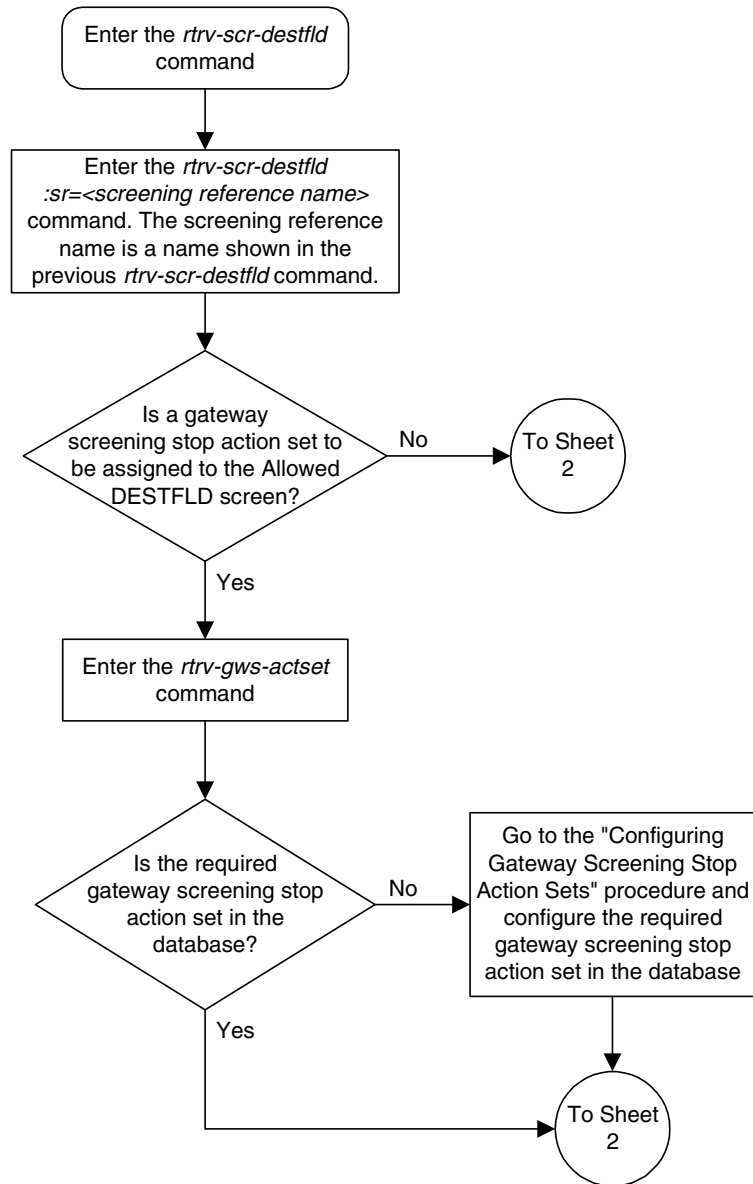 Enter the rtrv-scr-destfld
command
Enter the rtrv-scr-destfld
:sr=<screening reference name>
command. The screening reference
name is a name shown in the
previous rtrv-scr-destfld command.
Is a gateway
screening stop action set to
be assigned to the Allowed
DESTFLD screen?
No
To Sheet
2
Yes
Enter the rtrv-gws-actset
command
Is the required
gateway screening stop
action set in the
database?
No
Go to the "Configuring
Gateway Screening Stop
Action Sets" procedure and
configure the required
gateway screening stop
action set in the database
Yes
To Sheet
2